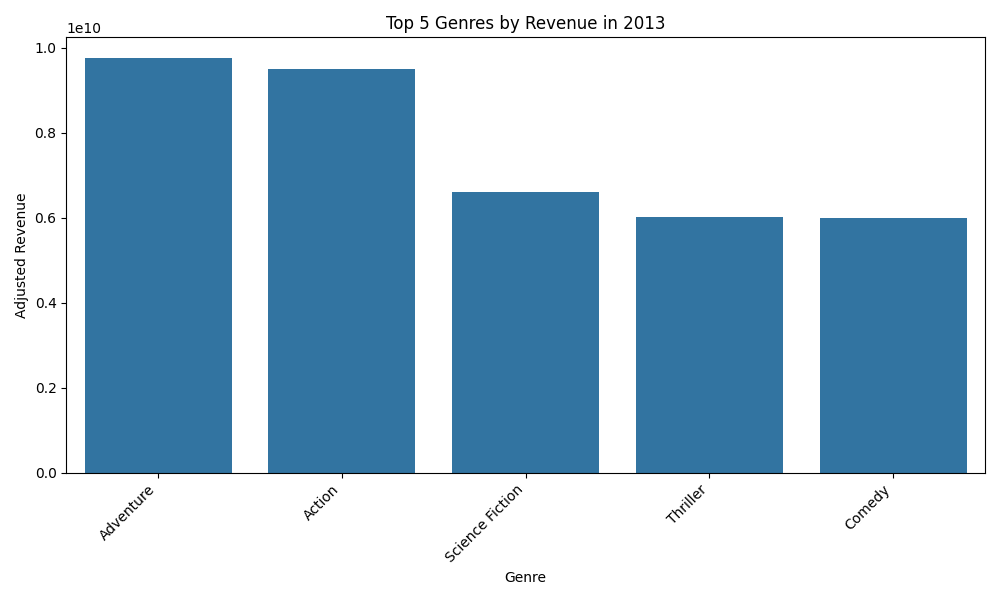 Top 5 Genres by Revenue in 2013
1e10
1.0
0.8
0.6
0.4
0.2
0.0
Adjusted Revenue
Adventure
Action
Science Fiction
Thriller
Comedy
Genre